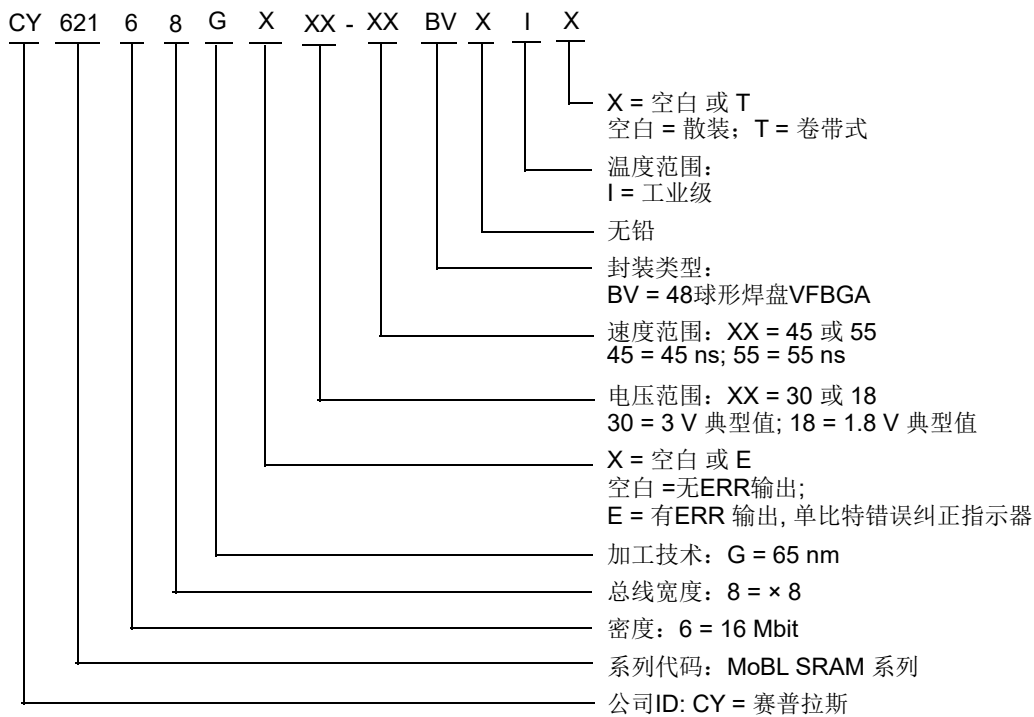 CY 621 6 8 G X XX - XX BV X I X
X = 空白 或 T
空白 = 散装；T = 卷带式
温度范围：
I = 工业级
无铅
封装类型：
BV = 48球形焊盘VFBGA
速度范围：XX = 45 或 55
45 = 45 ns; 55 = 55 ns
电压范围：XX = 30 或 18
30 = 3 V 典型值; 18 = 1.8 V 典型值
X = 空白 或 E
空白 =无ERR输出;
E = 有ERR 输出, 单比特错误纠正指示器
加工技术：G = 65 nm
总线宽度：8 = × 8
密度：6 = 16 Mbit
系列代码：MoBL SRAM 系列
公司ID: CY = 赛普拉斯